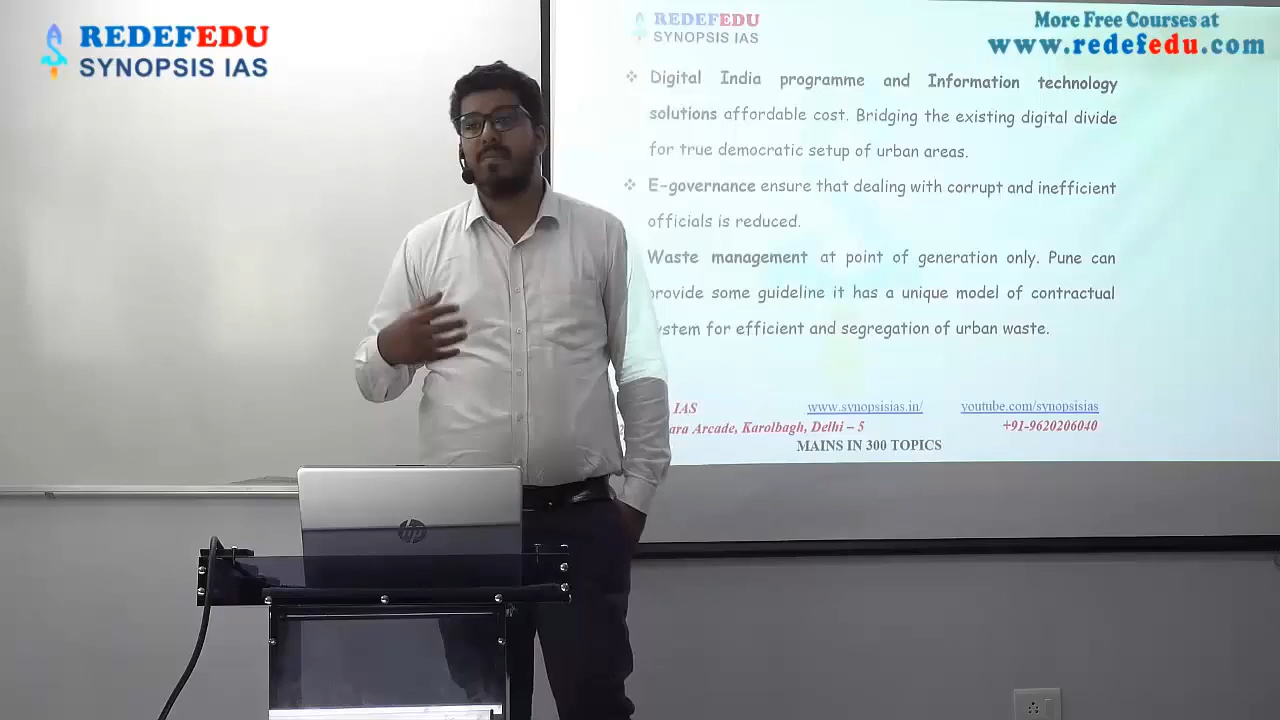 REDEFEDU
SYNOPSIS IAS
REDEFEDU
SYNOPSIS IAS
More Free Courses at
www.redefedu.com
❖ Digital India programme and Information technology
solutions affordable cost. Bridging the existing digital divide
for true democratic setup of urban areas.
❖ E-governance ensure that dealing with corrupt and inefficient
officials is reduced.
Waste management at point of generation only. Pune can
some guideline it has a unique model of contractual
for efficient and segregation of urban waste.
IAS
www.synopsisias.in/
youtube.com/synopsisias
Arcade, Karolbagh, Delhi – 5
+91-9620206040
MAINS IN 300 TOPICS
hp